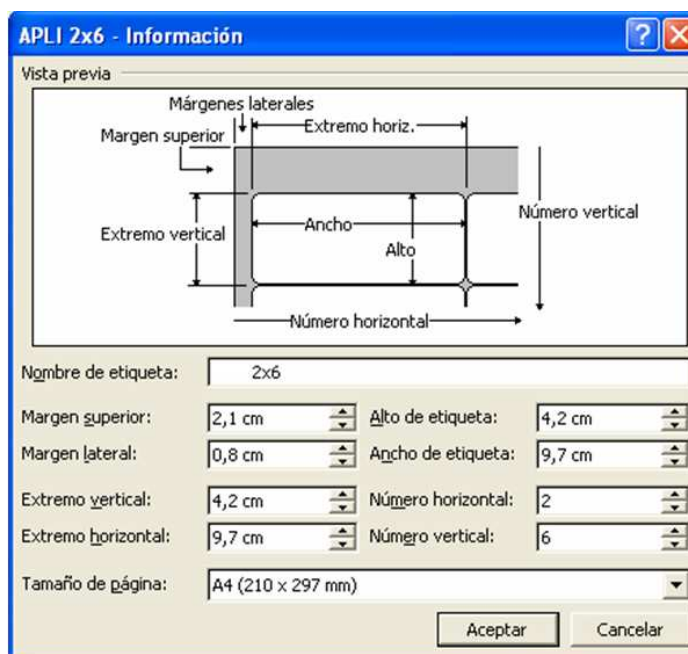 APLI 2x6 - Información
Vista previa
Márgenes laterales
Extremo horiz.
Margen superior
Número vertical
Ancho
Extremo vertical
Alto
Número horizontal
Nombre de etiqueta: 2x6
Margen superior: 2,1 cm Alto de etiqueta: 4,2 cm
Margen lateral: 0,8 cm Ancho de etiqueta: 9,7 cm
Extremo vertical: 4,2 cm Número horizontal: 2
Extremo horizontal: 9,7 cm Número vertical: 6
Tamaño de página: A4 (210 x 297 mm)
Aceptar Cancelar